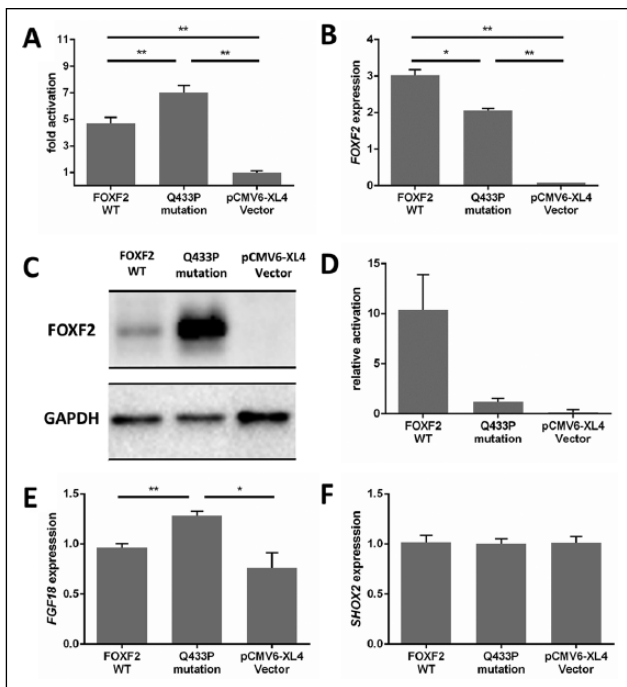 A
**
**
**
fold activation
7
5
3
1
FOXF2
WT
Q433P
mutation
pCMV6-XL4
Vector
B
**
*
**
FOXF2 expression
4
3
2
1
0
FOXF2
WT
Q433P
mutation
pCMV6-XL4
Vector
C
FOXF2
WT
Q433P
mutation
pCMV6-XL4
Vector
FOXF2
GAPDH
D
relative activation
15
10
5
0
FOXF2
WT
Q433P
mutation
pCMV6-XL4
Vector
E
**
*
FGF18 expresssion
1.5
1.0
0.5
0.0
FOXF2
WT
Q433P
mutation
pCMV6-XL4
Vector
F
SHOX2 expression
1.5
1.0
0.5
0.0
FOXF2
WT
Q433P
mutation
pCMV6-XL4
Vector